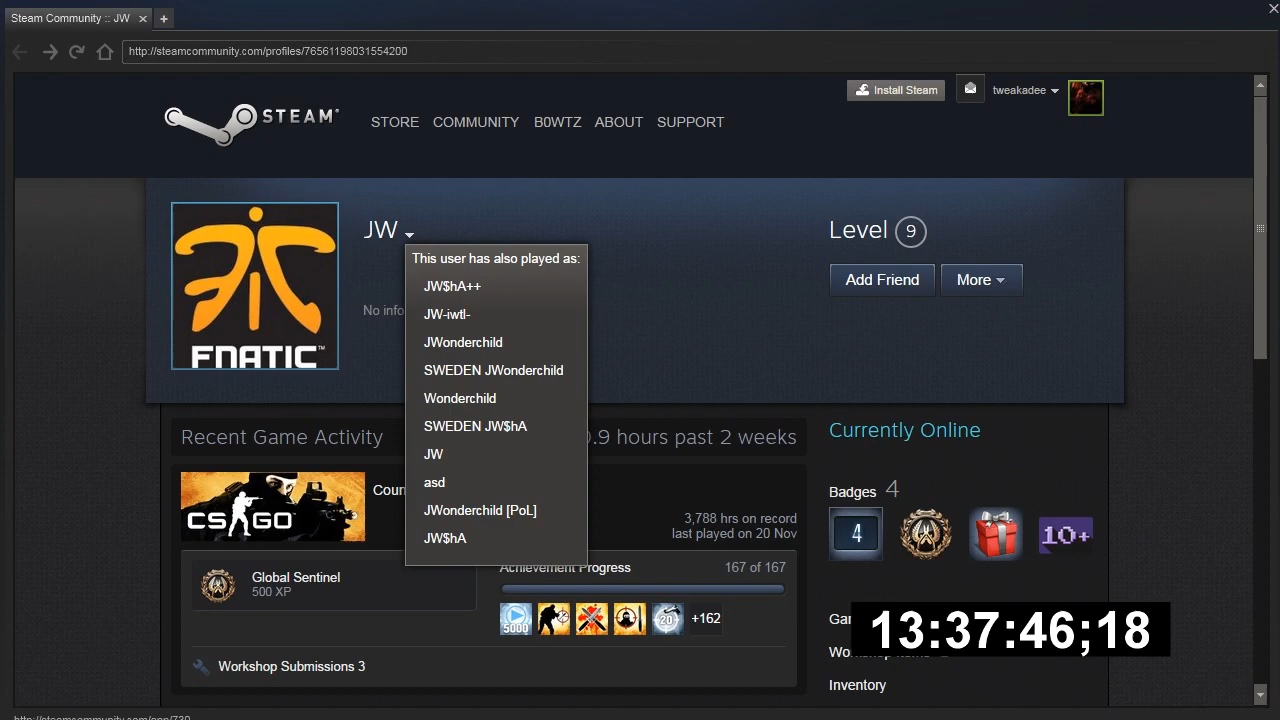 Steam Community :: JW
http://steamcommunity.com/profiles/76561198031554200
Install Steam
tweakadee
STEAM
STORE COMMUNITY B0WTZ ABOUT SUPPORT
JW
Level 9
This user has also played as:
JW$hA++
JW-iwtl-
JWonderchild
SWEDEN JWonderchild
Wonderchild
SWEDEN JW$hA
JW
asd
JWonderchild [PoL]
JW$hA
Add Friend
More
No info
FNATIC™
Recent Game Activity
.9 hours past 2 weeks
Currently Online
CS GO
Coun
3,788 hrs on record
last played on 20 Nov
Badges 4
4
10+
Global Sentinel
500 XP
Achievement Progress
167 of 167
5000
20
+162
Workshop Submissions 3
13:37:46;18
Inventory